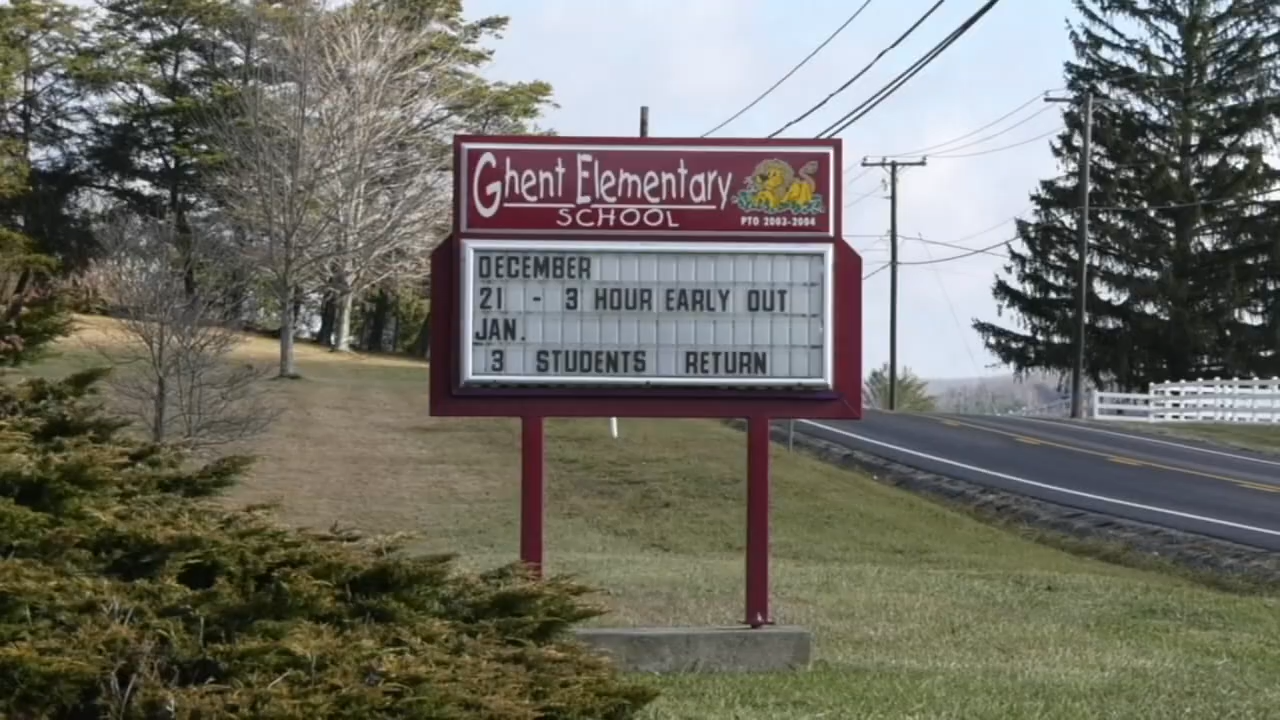 Ghent Elementary
SCHOOL
PTO 2003-2004
DECEMBER
21 - 3 HOUR EARLY OUT
JAN.
3 STUDENTS RETURN